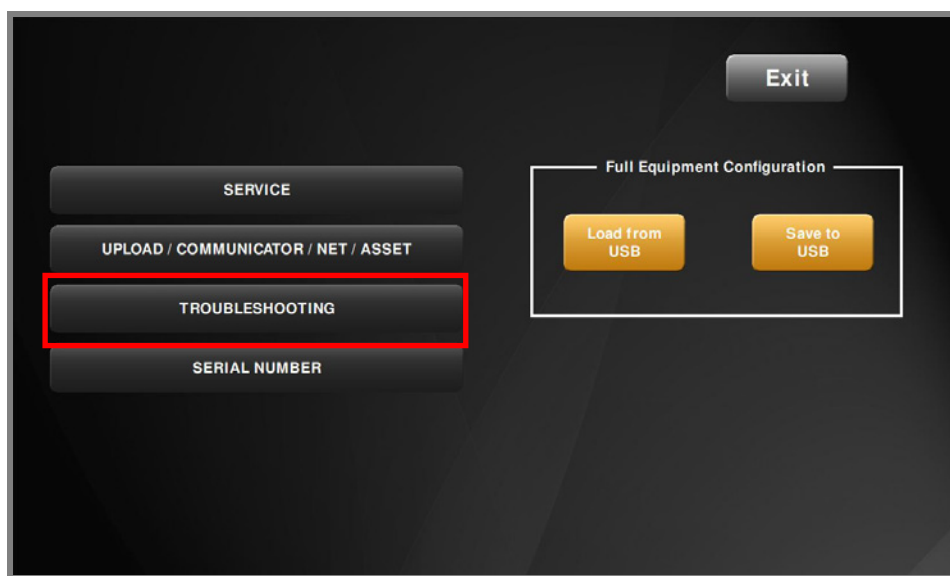 Exit
SERVICE
UPLOAD / COMMUNICATOR / NET / ASSET
TROUBLESHOOTING
SERIAL NUMBER
Full Equipment Configuration
Load from
USB
Save to
USB